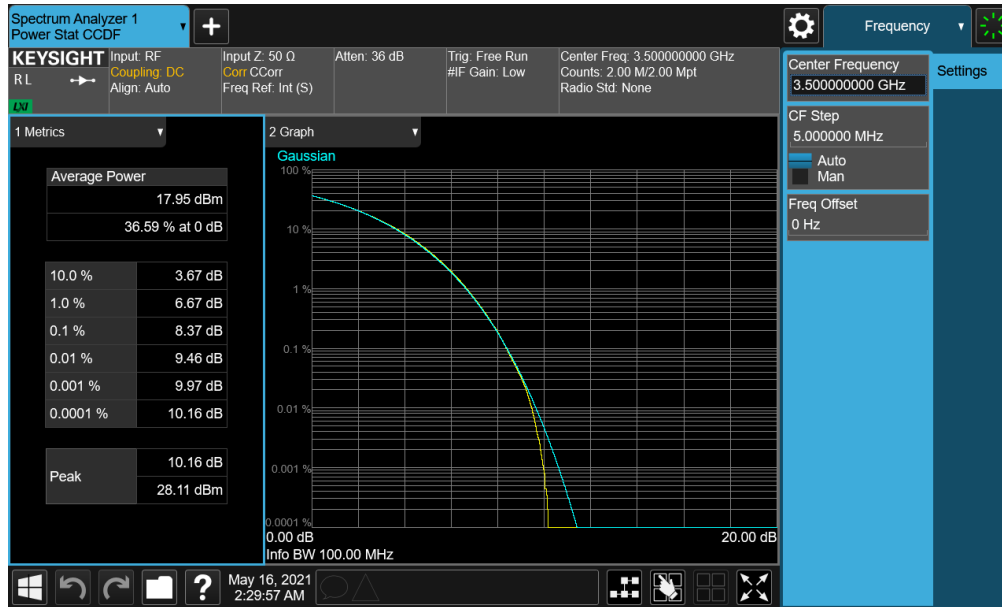 Spectrum Analyzer 1
Power Stat CCDF
+
Frequency
KEYSIGHT
R L
LXI
Input: RF
Coupling: DC
Align: Auto
Input Z: 50 Ω
Corr CCorr
Freq Ref: Int (S)
Atten: 36 dB
Trig: Free Run
#IF Gain: Low
Center Freq: 3.500000000 GHz
Counts: 2.00 M/2.00 Mpt
Radio Std: None
Center Frequency
3.500000000 GHz
Settings
CF Step
5.000000 MHz
Auto
Man
Freq Offset
0 Hz
1 Metrics
Average Power
17.95 dBm
36.59 % at 0 dB
10.0 % 3.67 dB
1.0 % 6.67 dB
0.1 % 8.37 dB
0.01 % 9.46 dB
0.001 % 9.97 dB
0.0001 % 10.16 dB
Peak
10.16 dB
28.11 dBm
2 Graph
Gaussian
100 %
10 %
1 %
0.1 %
0.01 %
0.001 %
0.0001 %
0.00 dB
20.00 dB
Info BW 100.00 MHz
?
May 16, 2021
2:29:57 AM